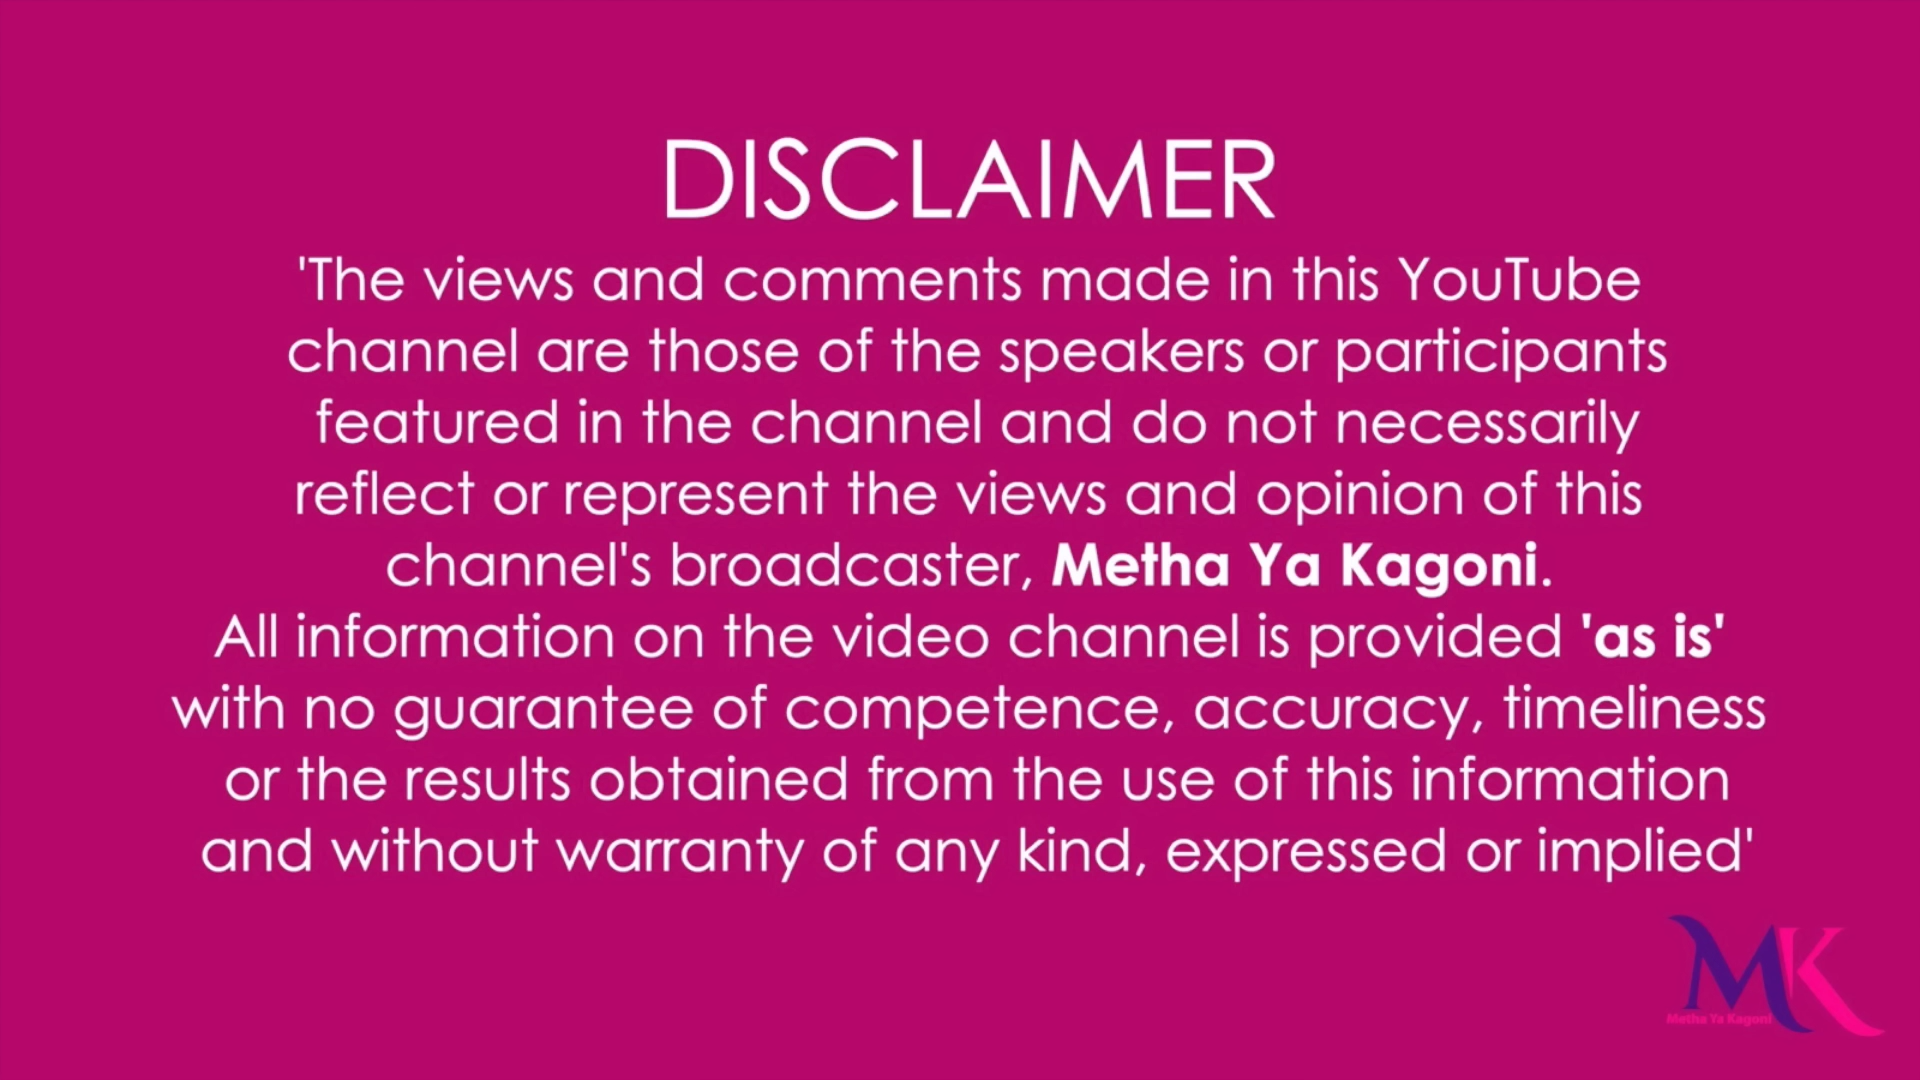 DISCLAIMER
'The views and comments made in this YouTube
channel are those of the speakers or participants
featured in the channel and do not necessarily
reflect or represent the views and opinion of this
channel's broadcaster, Metha Ya Kagoni.
All information on the video channel is provided 'as is'
with no guarantee of competence, accuracy, timeliness
or the results obtained from the use of this information
and without warranty of any kind, expressed or implied'
MK
Metha Ya Kagoni